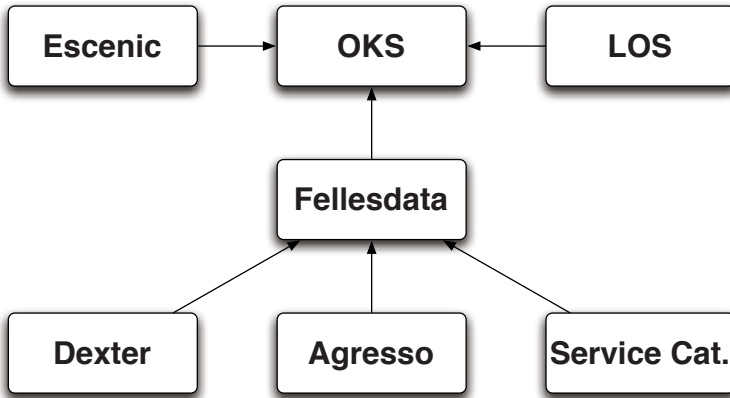 Escenic
OKS
LOS
Fellesdata
Dexter
Agresso
Service Cat.